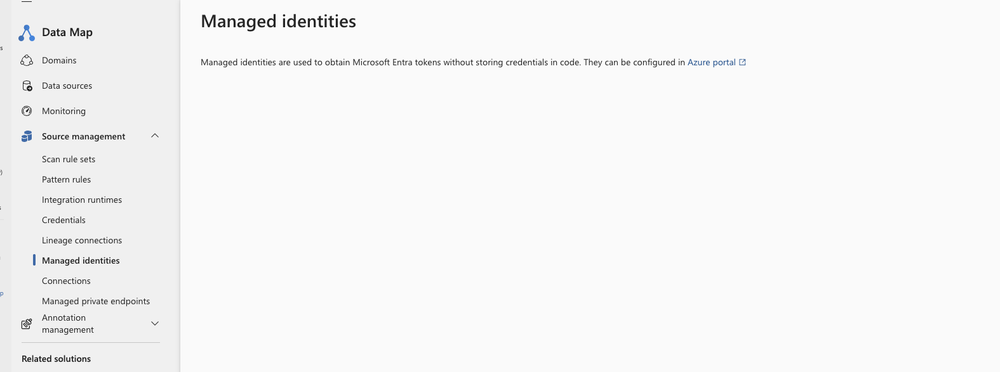 Managed identities
Data Map
Domains
Managed identities are used to obtain Microsoft Entra tokens without storing credentials in code. They can be configured in Azure portal
Data sources
Monitoring
Source management
Scan rule sets
Pattern rules
Integration runtimes
Credentials
Lineage connections
Managed identities
Connections
Managed private endpoints
Annotation
management
Related solutions